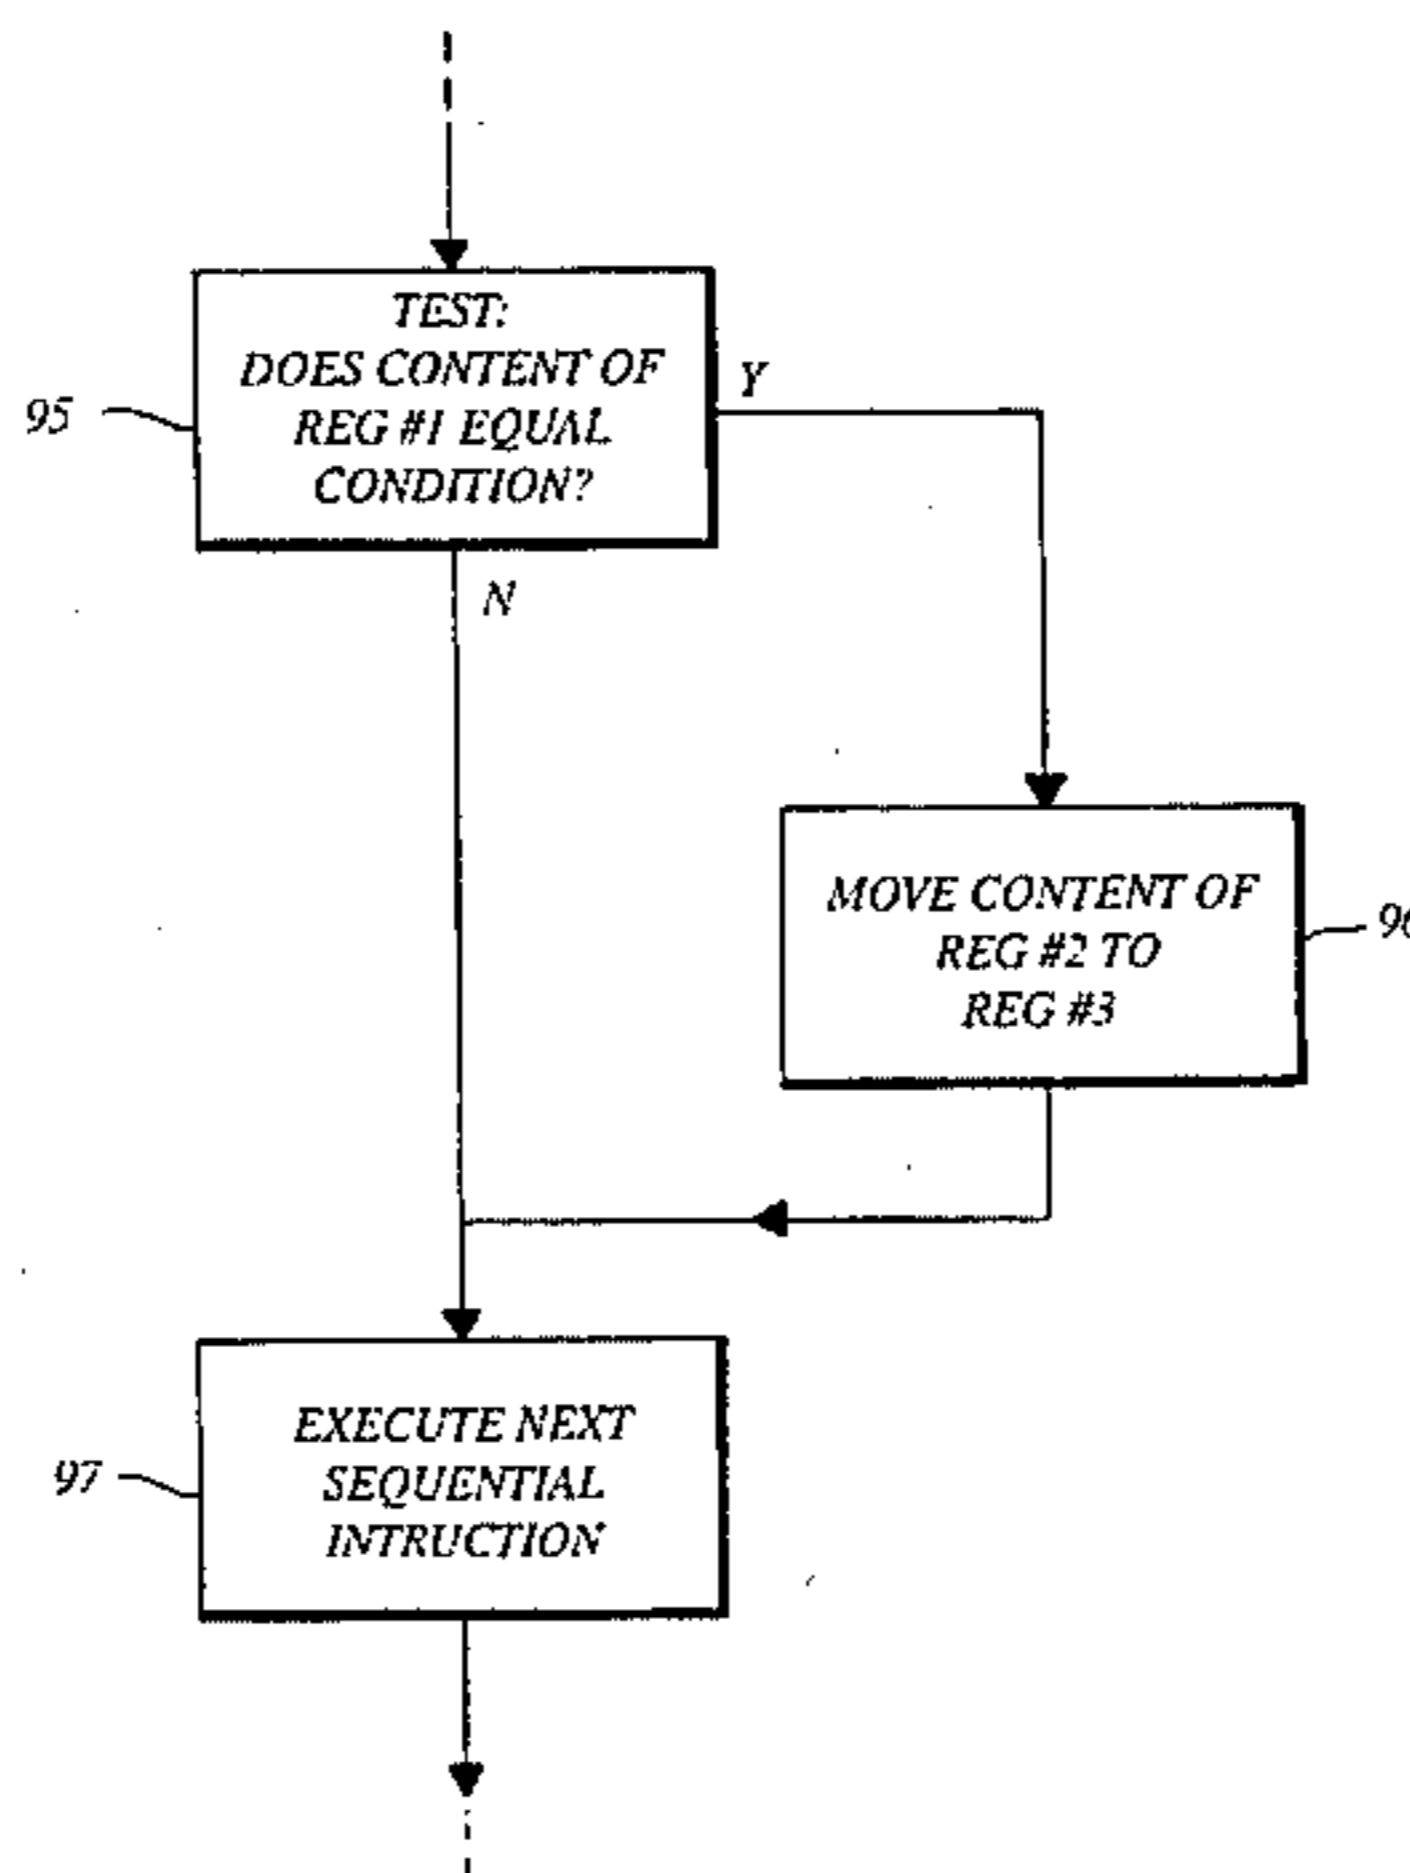 TEST:
DOES CONTENT OF
REG #1 EQUAL
CONDITION?
95
Y
N
MOVE CONTENT OF
REG #2 TO
REG #3
EXECUTE NEXT
SEQUENTIAL
INTRUCTION
97